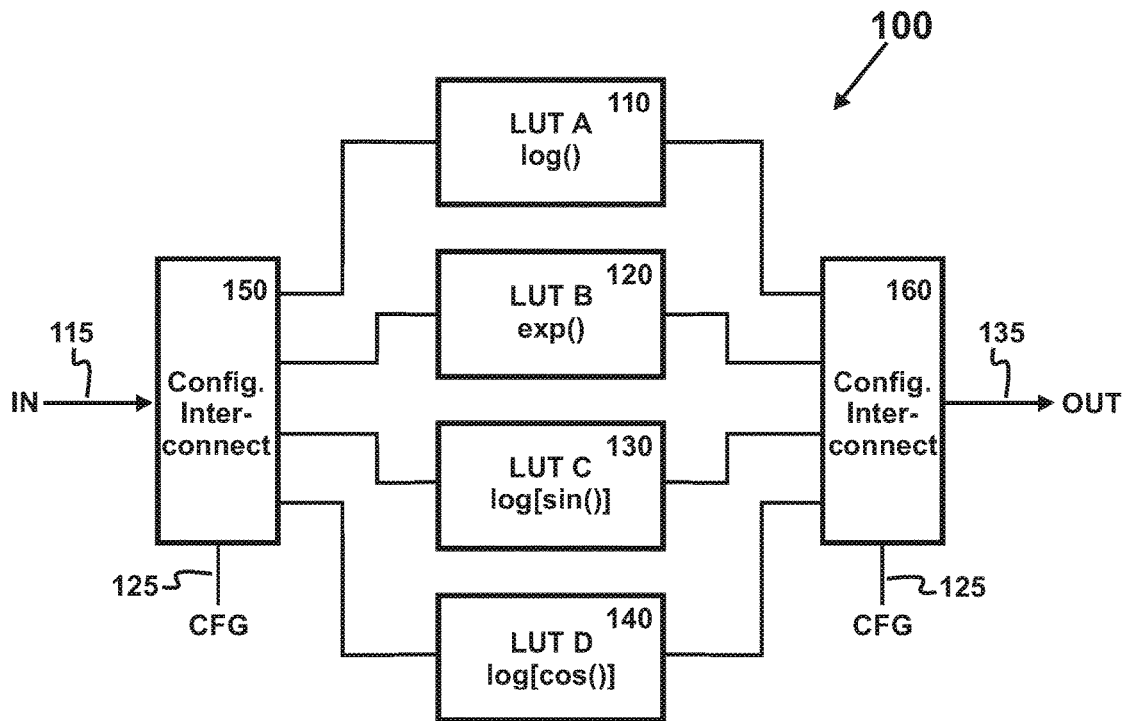 100
110
LUT A
log()
120
LUT B
exp()
150
Config.
Inter-
connect
160
Config.
Inter-
connect
115
IN
135
OUT
130
LUT C
log[sin()]
125
CFG
125
CFG
140
LUT D
log[cos()]